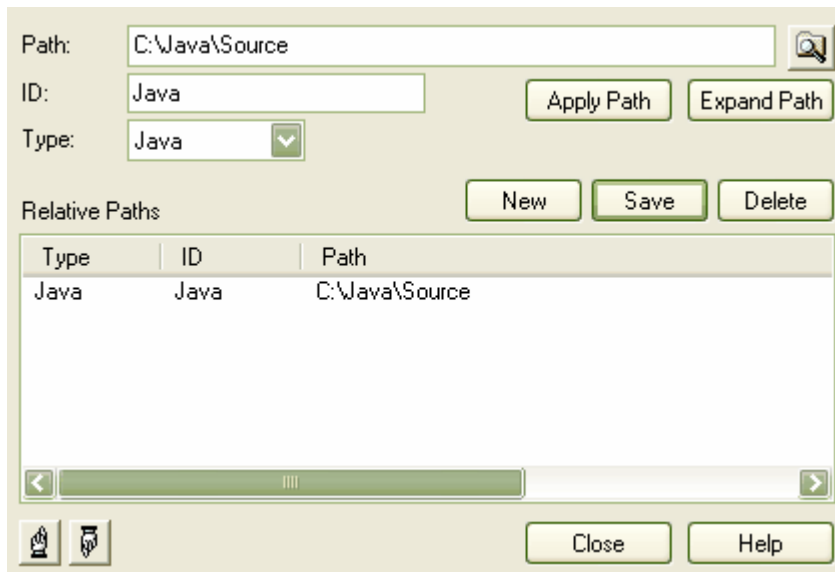 Path: C:\Java\Source
ID: Java Apply Path Expand Path
Type: Java
Relative Paths New Save Delete
Type ID Path
Java Java C:\Java\Source
Close Help